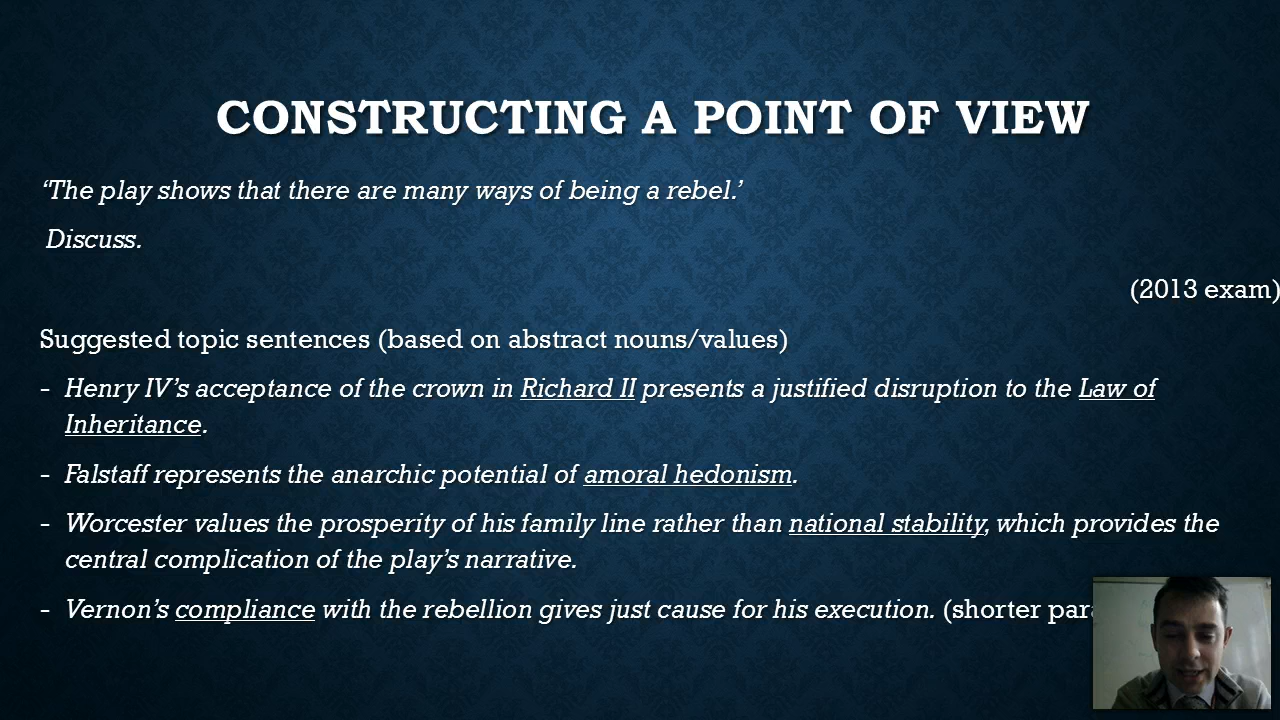 CONSTRUCTING A POINT OF VIEW
‘The play shows that there are many ways of being a rebel.’
Discuss.
(2013 exam)
Suggested topic sentences (based on abstract nouns/values)
- Henry IV’s acceptance of the crown in Richard II presents a justified disruption to the Law of
Inheritance.
- Falstaff represents the anarchic potential of amoral hedonism.
- Worcester values the prosperity of his family line rather than national stability, which provides the
central complication of the play’s narrative.
- Vernon’s compliance with the rebellion gives just cause for his execution. (shorter